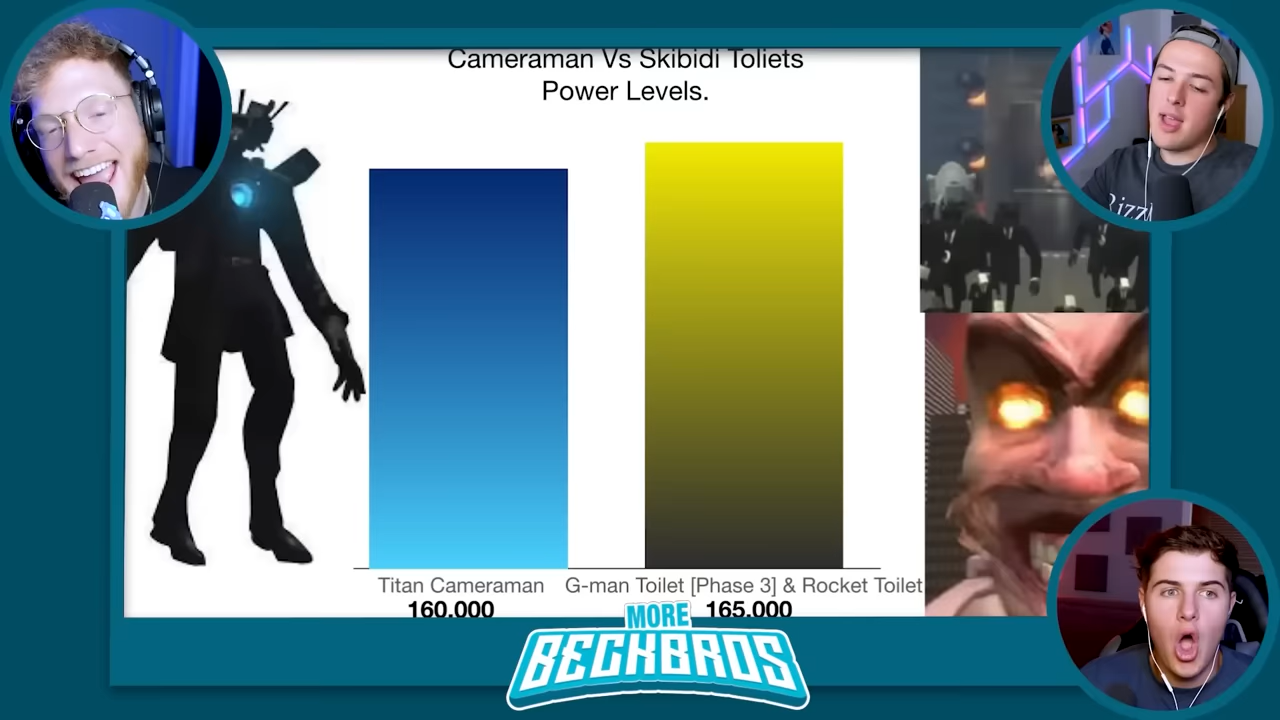 Cameraman Vs Skibidi Toliets
Power Levels.
Rizz
Titan Cameraman
G-man Toilet [Phase 3] & Rocket Toilet
160,000
165,000
MORE
BECKBROS